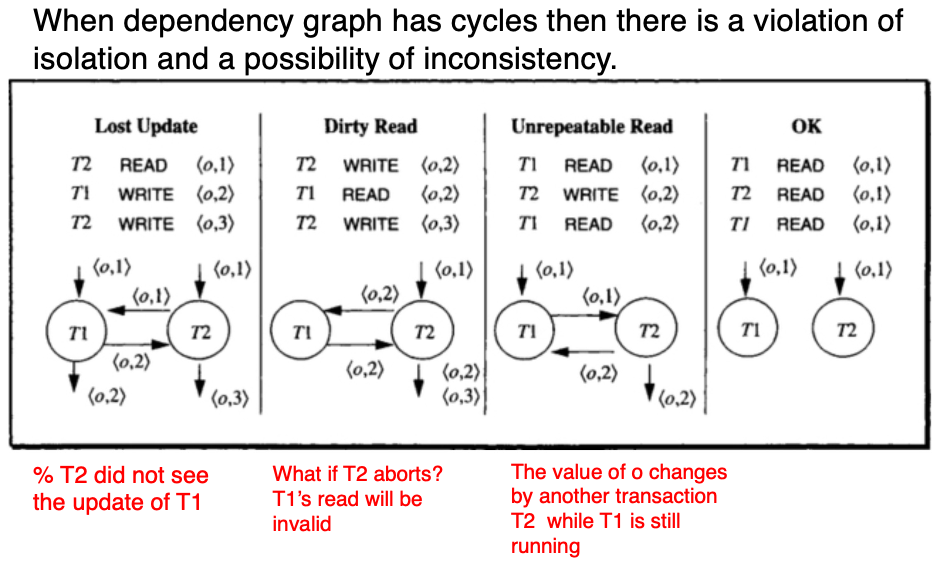 When dependency graph has cycles then there is a violation of
isolation and a possibility of inconsistency.
Lost Update
T2 READ ⟨o,1⟩
T1 WRITE ⟨o,2⟩
T2 WRITE ⟨o,3⟩
⟨o,1⟩
⟨o,1⟩
⟨o,1⟩
T1
T2
⟨o,2⟩
⟨o,2⟩
⟨o,3⟩
Dirty Read
T2 WRITE ⟨o,2⟩
T1 READ ⟨o,2⟩
T2 WRITE ⟨o,3⟩
⟨o,1⟩
⟨o,2⟩
T1
T2
⟨o,2⟩
⟨o,2⟩
⟨o,3⟩
Unrepeatable Read
T1 READ ⟨o,1⟩
T2 WRITE ⟨o,2⟩
T1 READ ⟨o,2⟩
⟨o,1⟩
⟨o,1⟩
T1
T2
⟨o,2⟩
⟨o,2⟩
OK
T1 READ ⟨o,1⟩
T2 READ ⟨o,1⟩
T1 READ ⟨o,1⟩
⟨o,1⟩
⟨o,1⟩
T1
T2
% T2 did not see
the update of T1
What if T2 aborts?
T1's read will be
invalid
The value of o changes
by another transaction
T2 while T1 is still
running